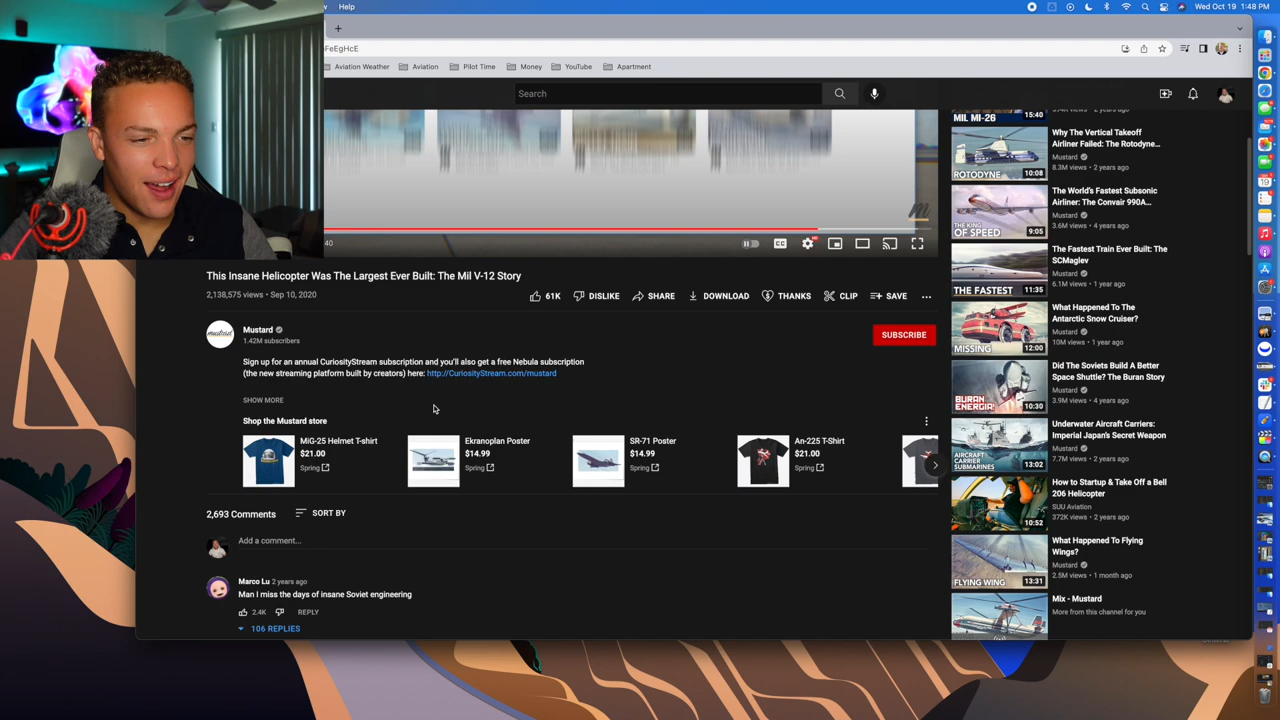 w
Help
Wed Oct 19 1:48 PM
FeEgHcE
Aviation Weather
Aviation
Pilot Time
Money
YouTube
Apartment
Search
:40
CC
This Insane Helicopter Was The Largest Ever Built: The Mil V-12 Story
2,138,575 views • Sep 10, 2020
61K
DISLIKE
SHARE
DOWNLOAD
THANKS
CLIP
SAVE
mustard
Mustard
1.42M subscribers
SUBSCRIBE
Sign up for an annual CuriosityStream subscription and you'll also get a free Nebula subscription
(the new streaming platform built by creators) here: http://CuriosityStream.com/mustard
SHOW MORE
Shop the Mustard store
MiG-25 Helmet T-shirt
$21.00
Spring
Ekranoplan Poster
$14.99
Spring
SR-71 Poster
$14.99
Spring
An-225 T-Shirt
$21.00
Spring
2,693 Comments
SORT BY
Add a comment...
Marco Lu 2 years ago
Man I miss the days of insane Soviet engineering
2.4K
REPLY
106 REPLIES
MIL MI-26
15:40
ROTODYNE
10:08
Why The Vertical Takeoff
Airliner Failed: The Rotodyne...
Mustard
8.3M views • 2 years ago
THE KING
OF SPEED
9:05
The World's Fastest Subsonic
Airliner: The Convair 990A...
Mustard
3.6M views • 4 years ago
THE FASTEST
11:35
The Fastest Train Ever Built: The
SCMaglev
Mustard
6.1M views • 1 year ago
MISSING
12:00
What Happened To The
Antarctic Snow Cruiser?
Mustard
10M views • 1 year ago
BURAN
ENERGIA
10:30
Did The Soviets Build A Better
Space Shuttle? The Buran Story
Mustard
3.9M views • 4 years ago
AIRCRAFT
CARRIER
SUBMARINES
13:02
Underwater Aircraft Carriers:
Imperial Japan's Secret Weapon
Mustard
7.7M views • 2 years ago
10:52
How to Startup & Take Off a Bell
206 Helicopter
SUU Aviation
372K views • 2 years ago
FLYING WING
13:31
What Happened To Flying
Wings?
Mustard
2.5M views • 1 month ago
Mix - Mustard
More from this channel for you